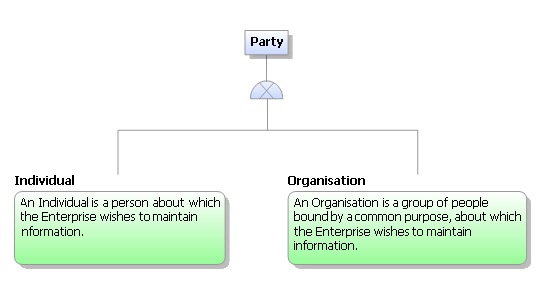 Party
Individual
An Individual is a person about which
the Enterprise wishes to maintain
nformation.
Organisation
An Organisation is a group of people
bound by a common purpose, about which
the Enterprise wishes to maintain
information.